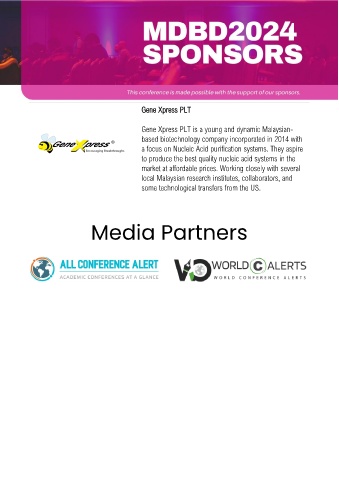 MDBD2024
SPONSORS
This conference is made possible with the support of our sponsors.
Gene Xpress PLT
Gene Xpress PLT is a young and dynamic Malaysian-
based biotechnology company incorporated in 2014 with
a focus on Nucleic Acid purification systems. They aspire
to produce the best quality nucleic acid systems in the
market at affordable prices. Working closely with several
local Malaysian research institutes, collaborators, and
some technological transfers from the US.
Gene Xpress®
Encouraging Breakthroughs
Media Partners
ALL CONFERENCE ALERT
ACADEMIC CONFERENCES AT A GLANCE
WORLD C ALERTS
WORLD CONFERENCE ALERTS